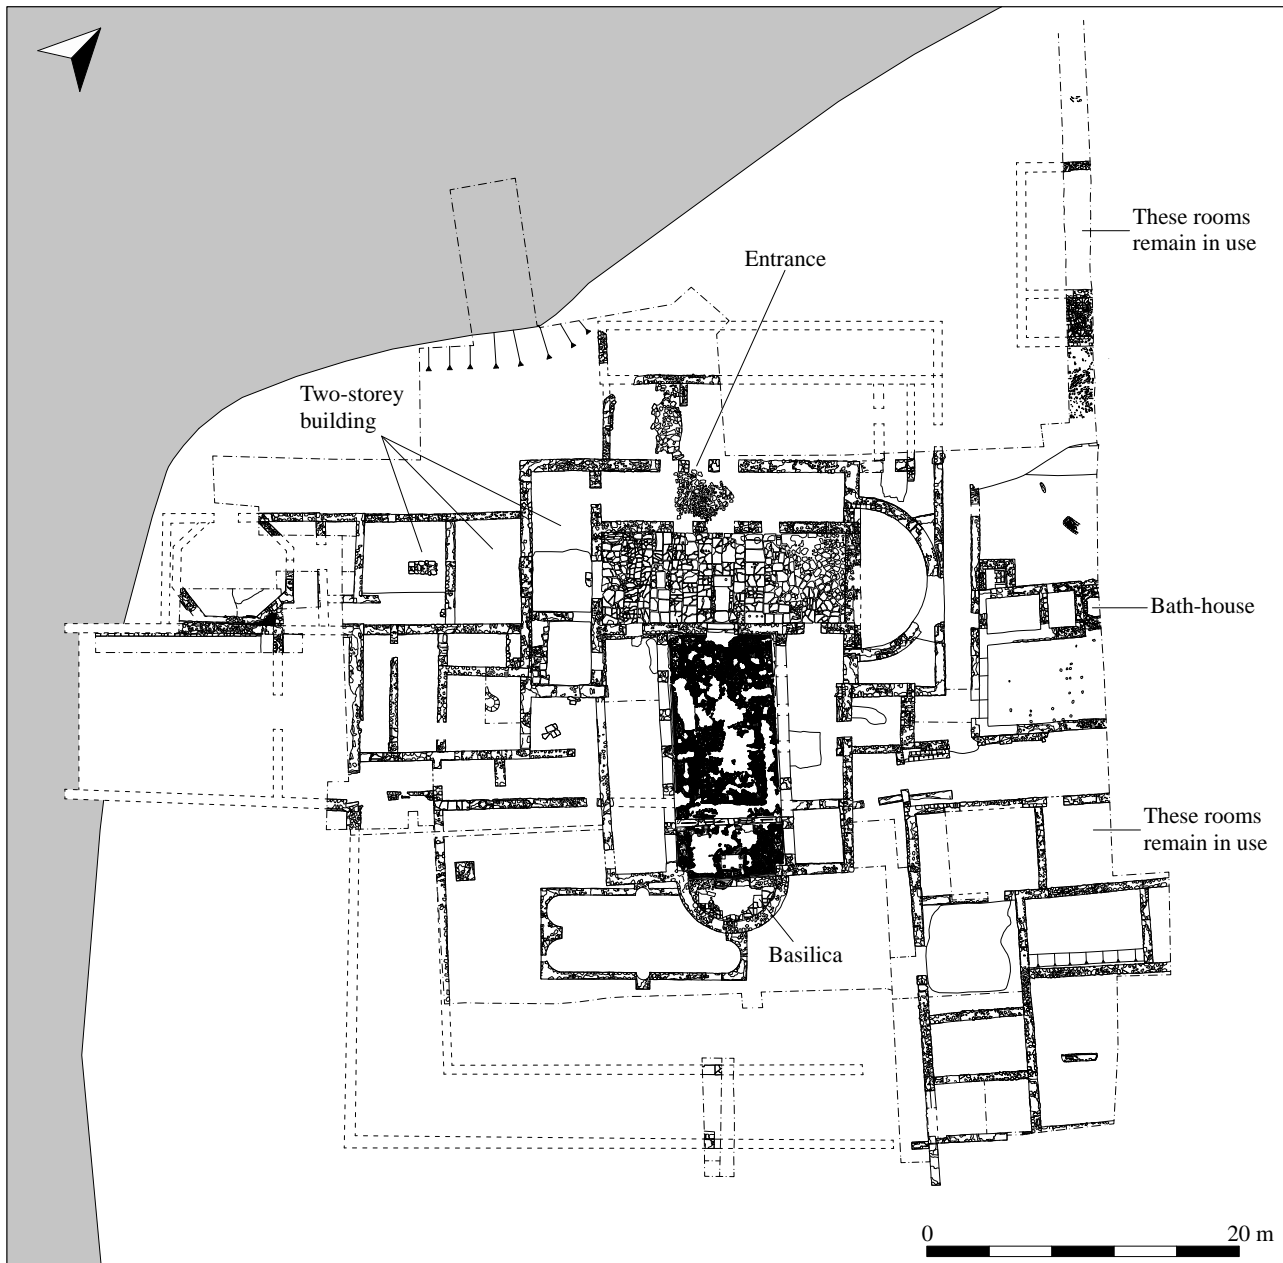 These rooms
remain in use
Entrance
Two-storey
building
Bath-house
These rooms
remain in use
Basilica
0
20 m